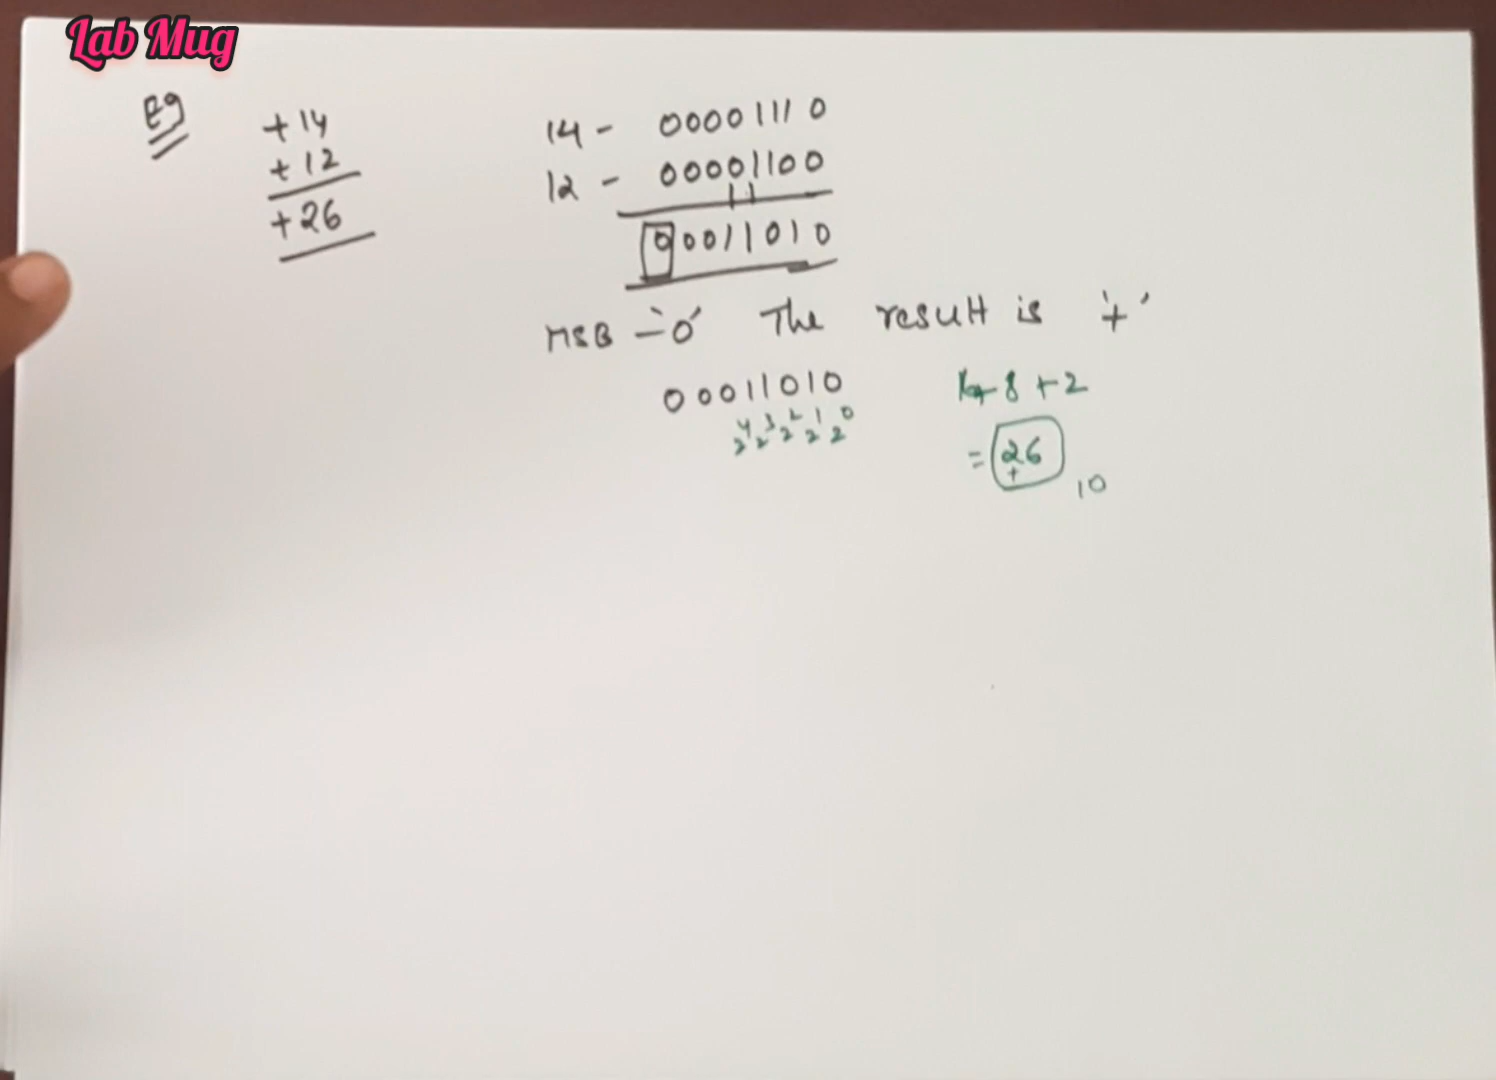 Lab Mug
Eg
+14
+12
+26
14 - 00001110
12 - 00001100
11
00011010
MSB - '0' The result is '+'
00011010
2^4 2^3 2^2 2^1 2^0
16+8+2
= 26
+
10